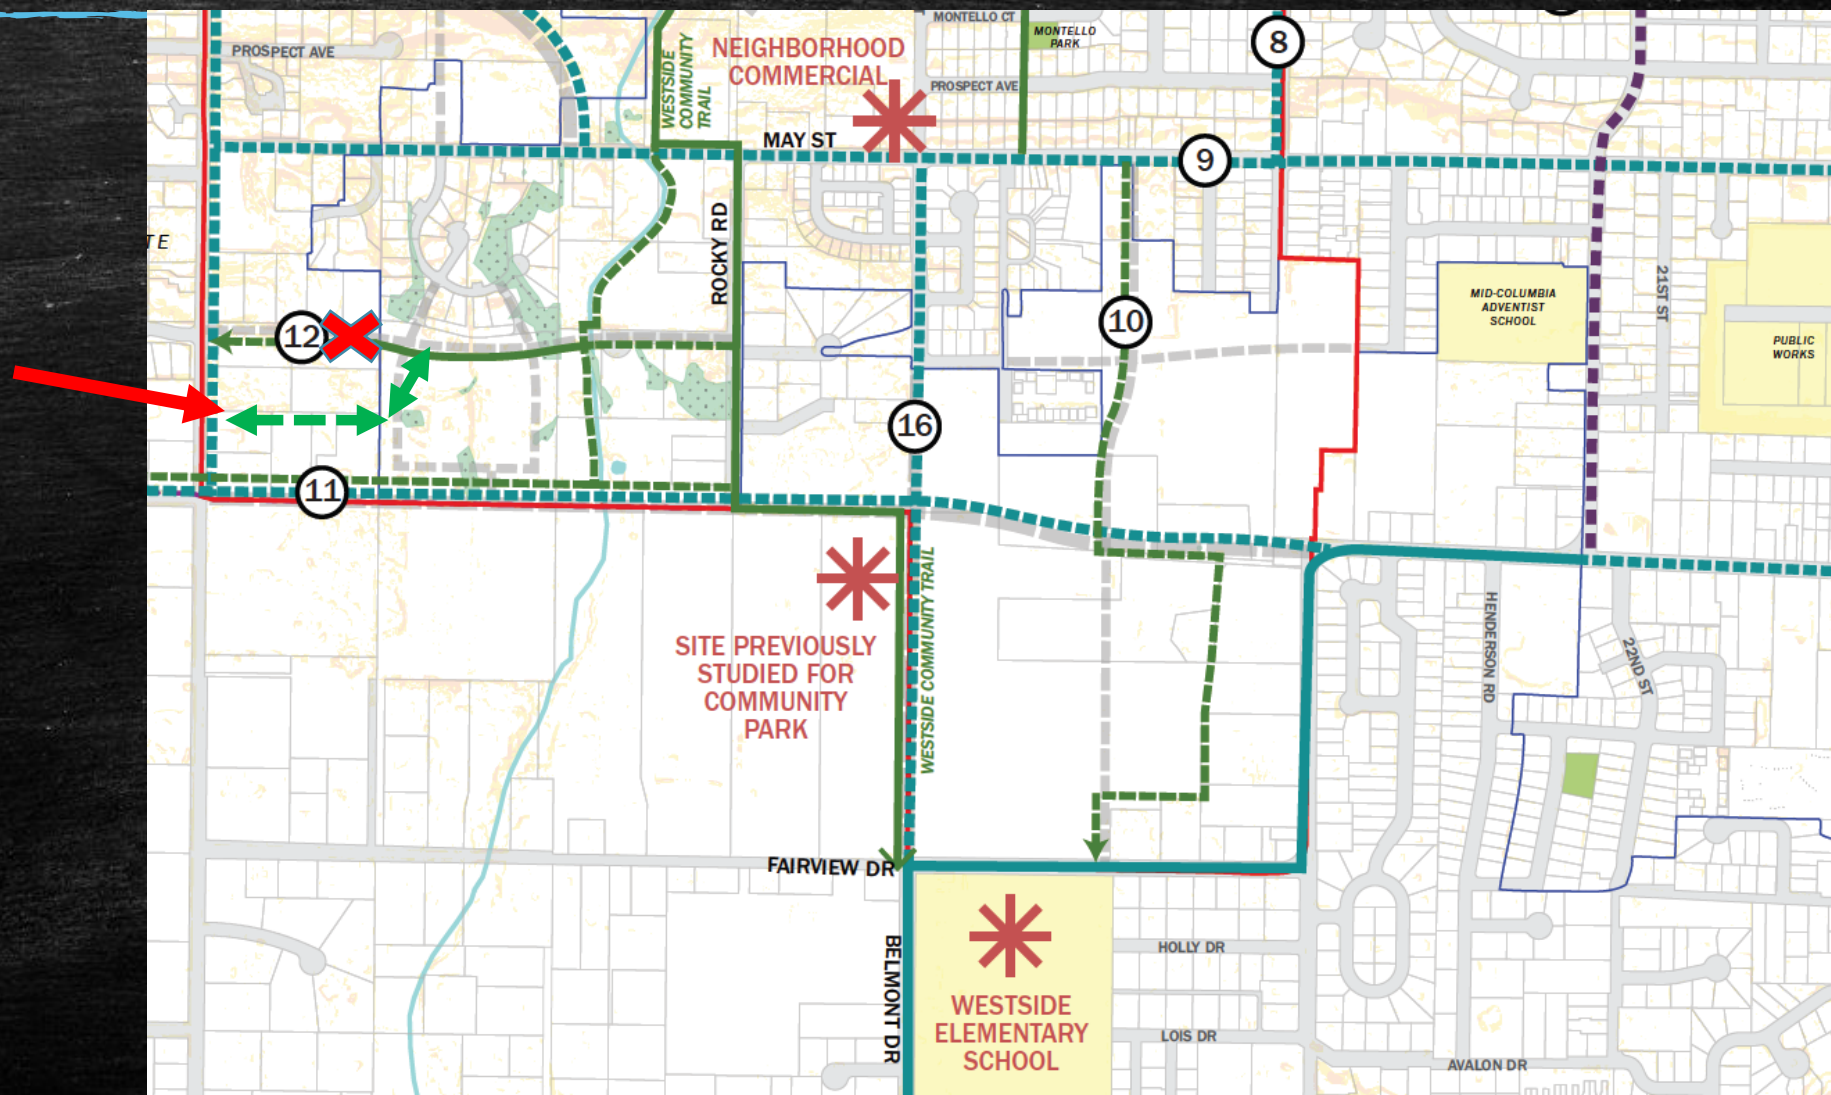 MONTELLO CT
MONTELLO
PARK
8
PROSPECT AVE
WESTSIDE
COMMUNITY
TRAIL
NEIGHBORHOOD
COMMERCIAL
PROSPECT AVE
MAY ST
9
TE
ROCKY RD
12
10
MID-COLUMBIA
ADVENTIST
SCHOOL
21ST ST
PUBLIC
WORKS
16
11
WESTSIDE COMMUNITY TRAIL
SITE PREVIOUSLY
STUDIED FOR
COMMUNITY
PARK
HENDERSON RD
22ND ST
FAIRVIEW DR
BELMONT DR
WESTSIDE
ELEMENTARY
SCHOOL
HOLLY DR
LOIS DR
AVALON DR